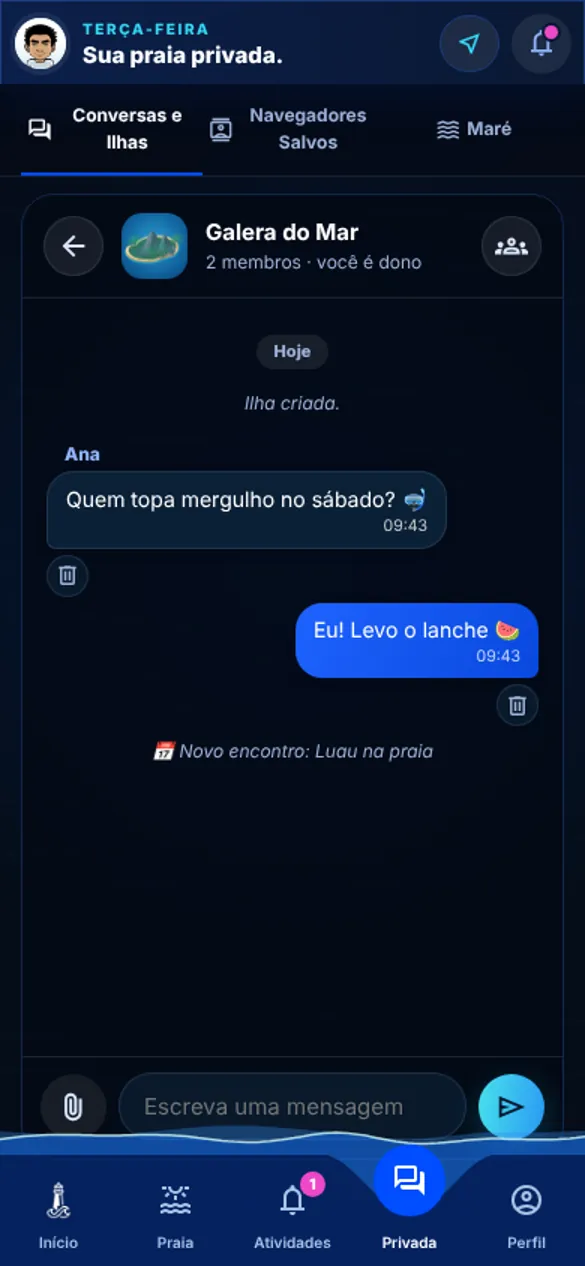 TERÇA-FEIRA
Sua praia privada.
Conversas e
Ilhas
Navegadores
Salvos
Maré
Galera do Mar
2 membros · você é dono
Hoje
Ilha criada.
Ana
Quem topa mergulho no sábado? 🤿
09:43
Eu! Levo o lanche 🍉
09:43
📅 Novo encontro: Luau na praia
Escreva uma mensagem
1
Início
Praia
Atividades
Privada
Perfil